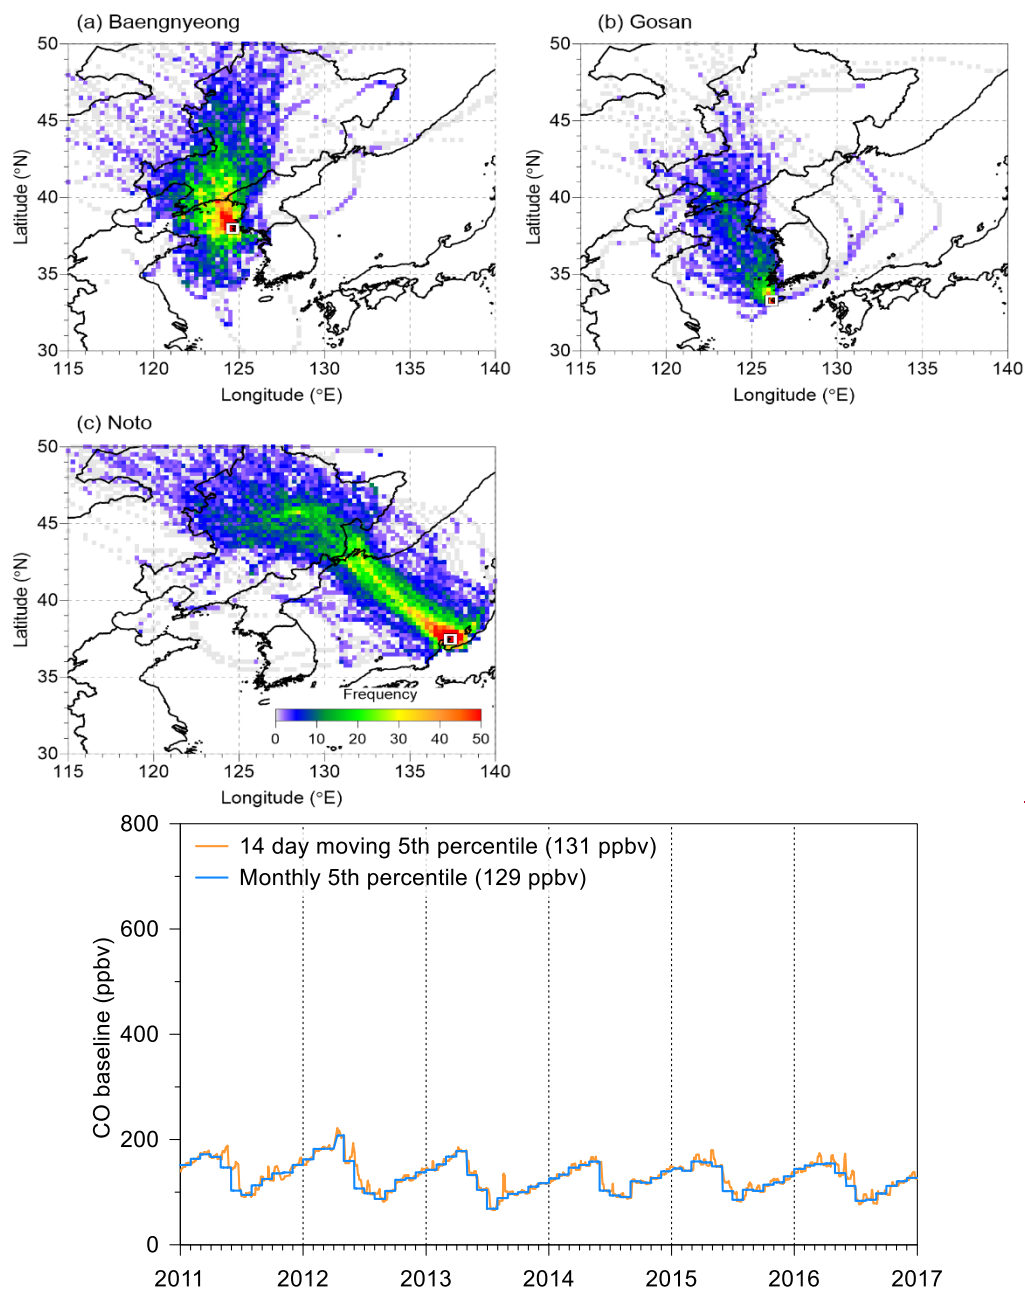 (a) Baengnyeong
50
45
40
35
30
Latitude (°N)
115 120 125 130 135 140
Longitude (°E)
(b) Gosan
50
45
40
35
30
Latitude (°N)
115 120 125 130 135 140
Longitude (°E)
(c) Noto
50
45
40
35
30
Latitude (°N)
Frequency
0 10 20 30 40 50
115 120 125 130 135 140
Longitude (°E)
800
600
400
200
0
CO baseline (ppbv)
14 day moving 5th percentile (131 ppbv)
Monthly 5th percentile (129 ppbv)
2011 2012 2013 2014 2015 2016 2017